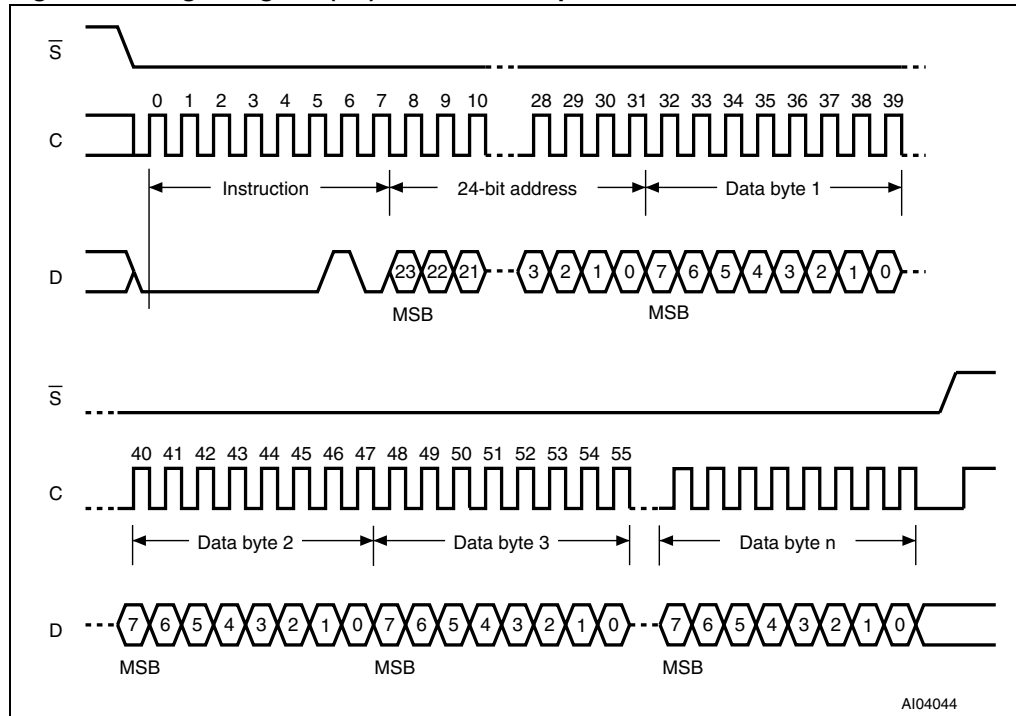 S
0 1 2 3 4 5 6 7 8 9 10 28 29 30 31 32 33 34 35 36 37 38 39
C
Instruction 24-bit address Data byte 1
D 23 22 21 3 2 1 0 7 6 5 4 3 2 1 0
MSB MSB
S
40 41 42 43 44 45 46 47 48 49 50 51 52 53 54 55
C
Data byte 2 Data byte 3 Data byte n
D 7 6 5 4 3 2 1 0 7 6 5 4 3 2 1 0 7 6 5 4 3 2 1 0
MSB MSB MSB
AI04044